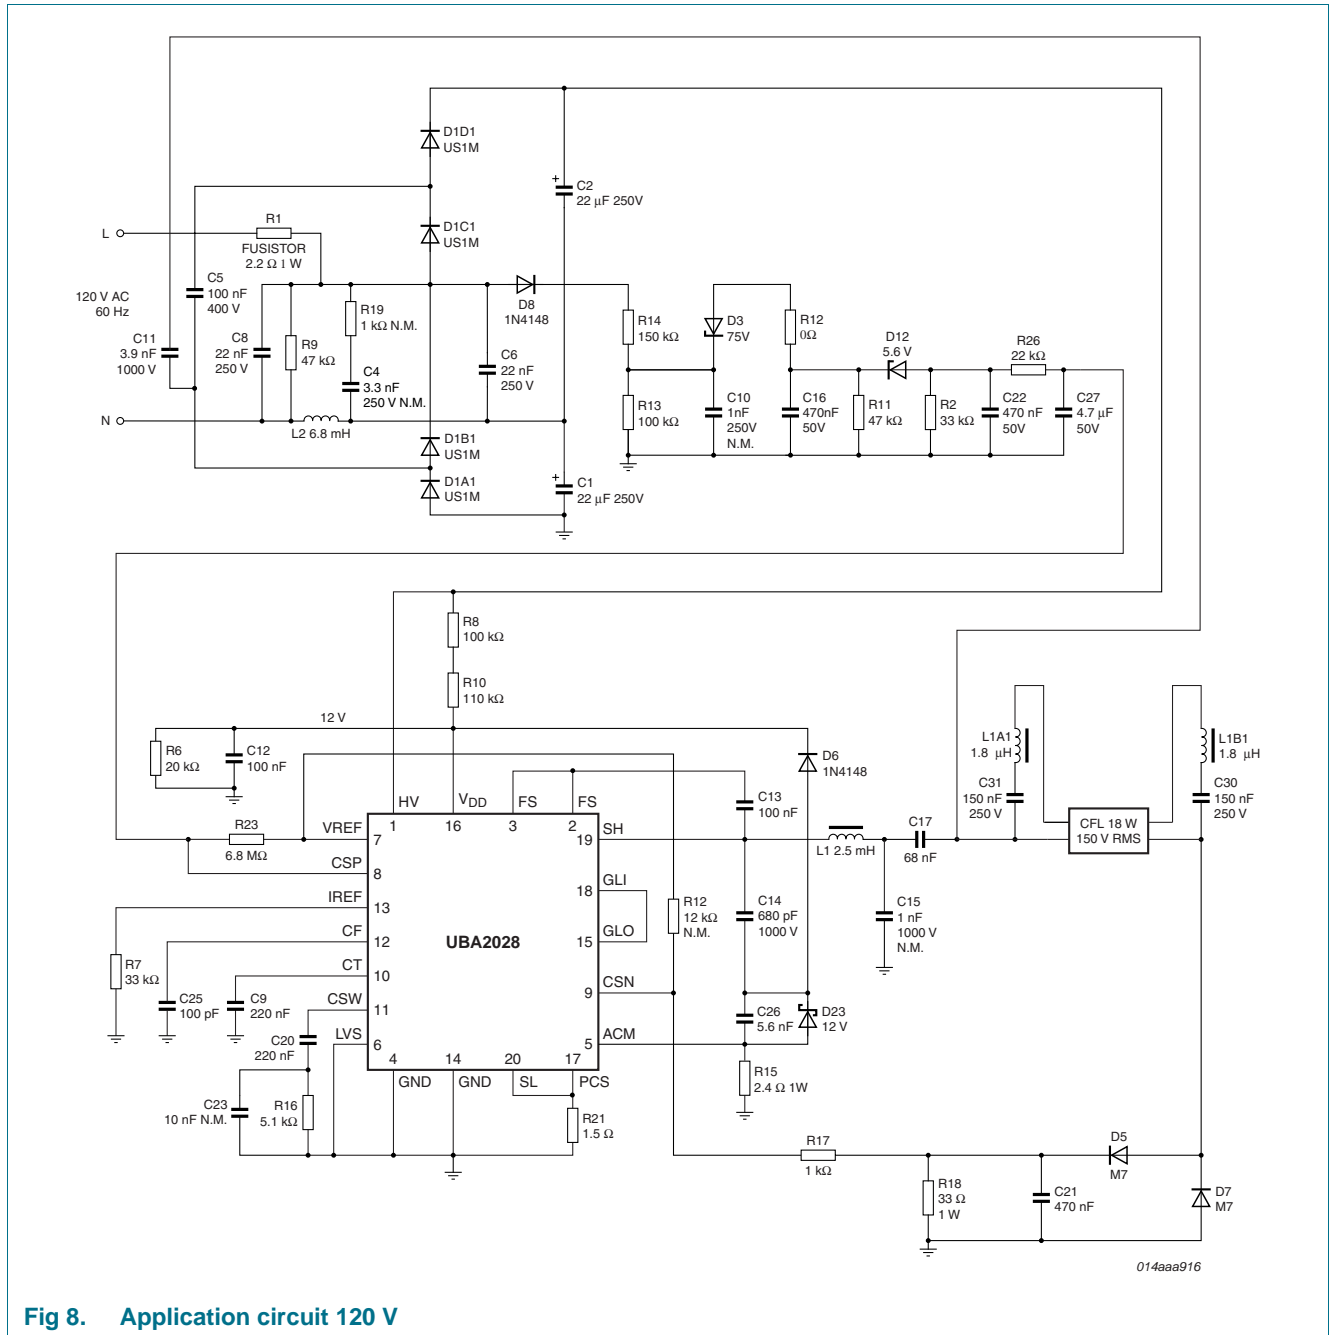 D1D1
US1M
C2
22 μF 250V
R1
D1C1
US1M
L
FUSISTOR
2.2 Ω 1 W
C5
100 nF
400 V
120 V AC
60 Hz
R19
1 kΩ N.M.
D8
1N4148
R14
150 kΩ
D3
75V
R12
0Ω
D12
5.6 V
R26
22 kΩ
C11
3.9 nF
1000 V
C8
22 nF
250 V
R9
47 kΩ
C4
3.3 nF
250 V N.M.
C6
22 nF
250 V
R13
100 kΩ
C10
1nF
250V
N.M.
C16
470nF
50V
R11
47 kΩ
R2
33 kΩ
C22
470 nF
50V
C27
4.7 μF
50V
N
L2 6.8 mH
D1B1
US1M
D1A1
US1M
C1
22 μF 250V
R8
100 kΩ
R10
110 kΩ
12 V
R6
20 kΩ
C12
100 nF
D6
1N4148
L1A1
1.8 μH
L1B1
1.8 μH
C31
150 nF
250 V
C30
150 nF
250 V
HV
VDD
FS
FS
C13
100 nF
1
16
3
2
SH
19
R23
6.8 MΩ
VREF
7
CSP
8
L1 2.5 mH
C17
68 nF
CFL 18 W
150 V RMS
GLI
18
IREF
13
R12
12 kΩ
N.M.
C14
680 pF
1000 V
C15
1 nF
1000 V
N.M.
CF
12
UBA2028
GLO
15
R7
33 kΩ
CT
10
CSN
9
C25
100 pF
C9
220 nF
CSW
11
C26
5.6 nF
D23
12 V
C20
220 nF
LVS
6
ACM
5
4
14
20
17
GND
GND
SL
PCS
R15
2.4 Ω 1W
C23
10 nF N.M.
R16
5.1 kΩ
R21
1.5 Ω
R17
1 kΩ
D5
M7
R18
33 Ω
1 W
C21
470 nF
D7
M7
014aaa916
Fig 8. Application circuit 120 V